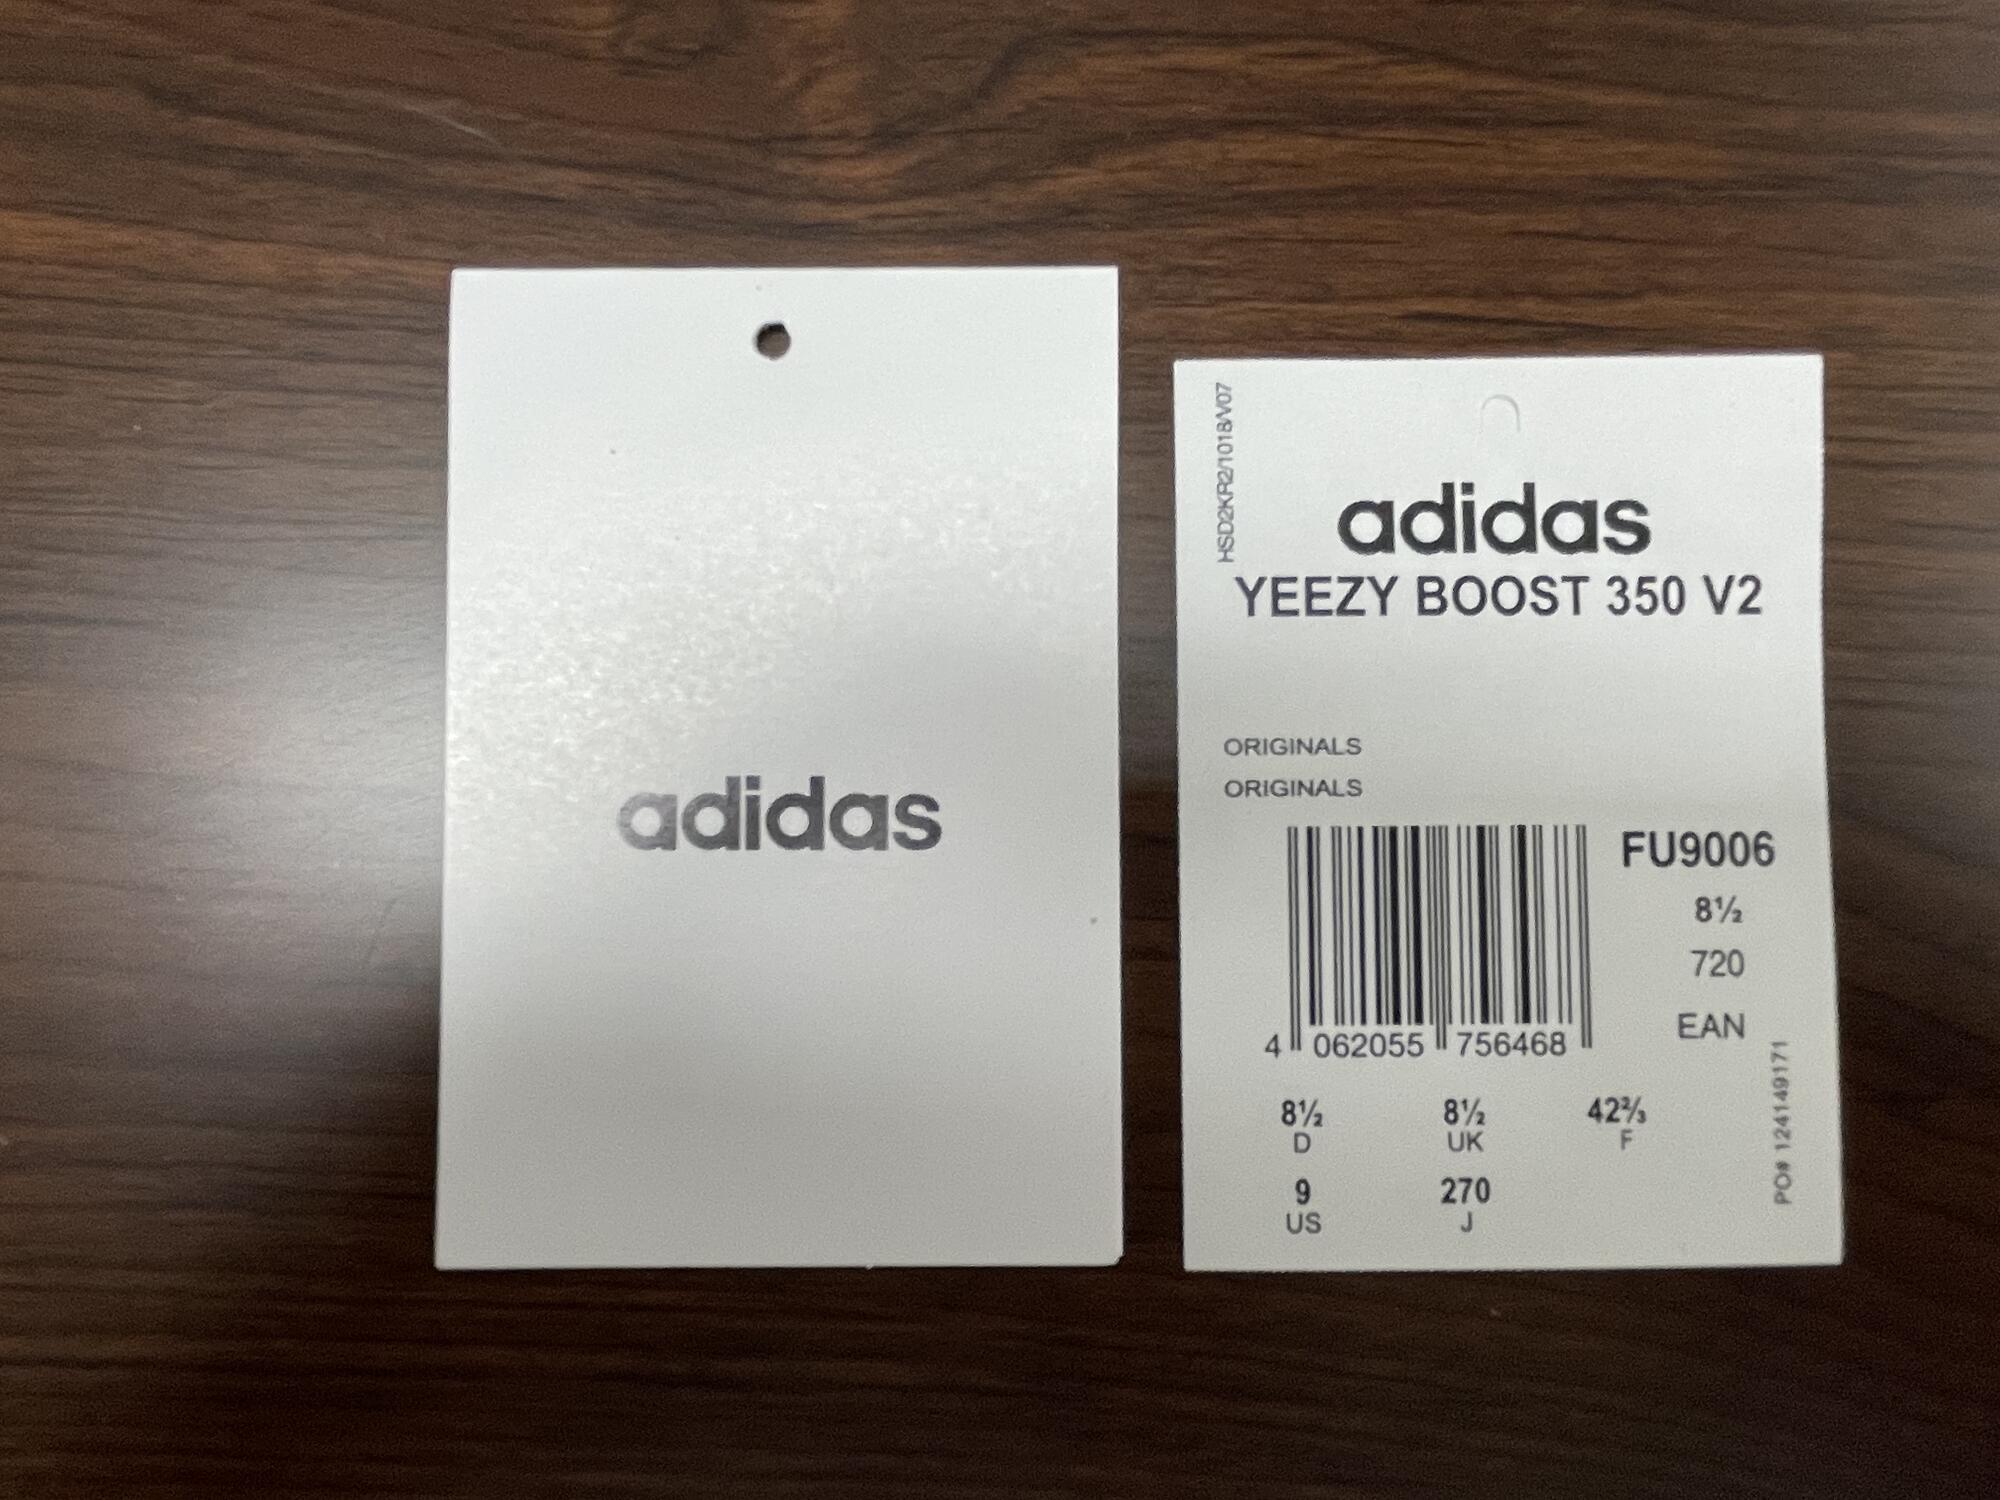 adidas
HSD2KR2/1018/V07
adidas
YEEZY BOOST 350 V2
ORIGINALS
ORIGINALS
FU9006
8½
720
EAN
4 062055 756468
PO# 124149171
8½ 8½ 42⅔
D UK F
9 270
US J